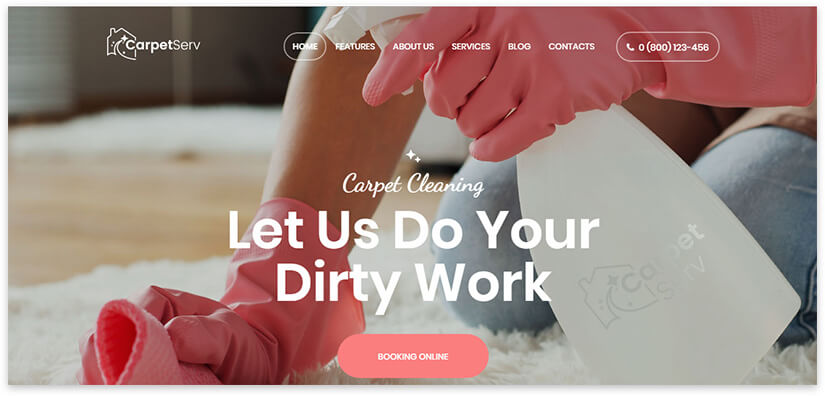 CarpetServ
HOME
FEATURES
ABOUT US
SERVICES
BLOG
CONTACTS
0 (800) 123-456
Carpet Cleaning
Let Us Do Your
Dirty Work
Carpet
Serv
BOOKING ONLINE